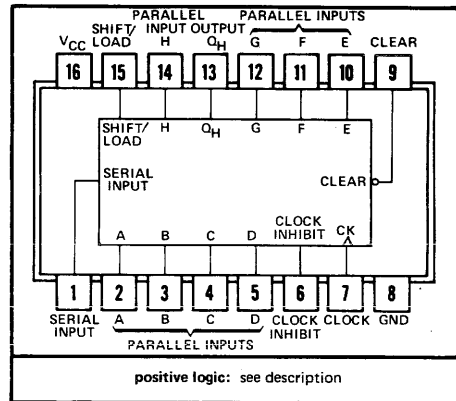 PARALLEL PARALLEL INPUTS
VCC SHIFT/ INPUT OUTPUT
LOAD H QH G F E CLEAR
16 15 14 13 12 11 10 9
SHIFT/ H QH G F E
LOAD
SERIAL
INPUT
CLEAR
CLOCK
INHIBIT CK
A B C D
1 2 3 4 5 6 7 8
SERIAL A B C D CLOCK CLOCK GND
INPUT INHIBIT
PARALLEL INPUTS
positive logic: see description